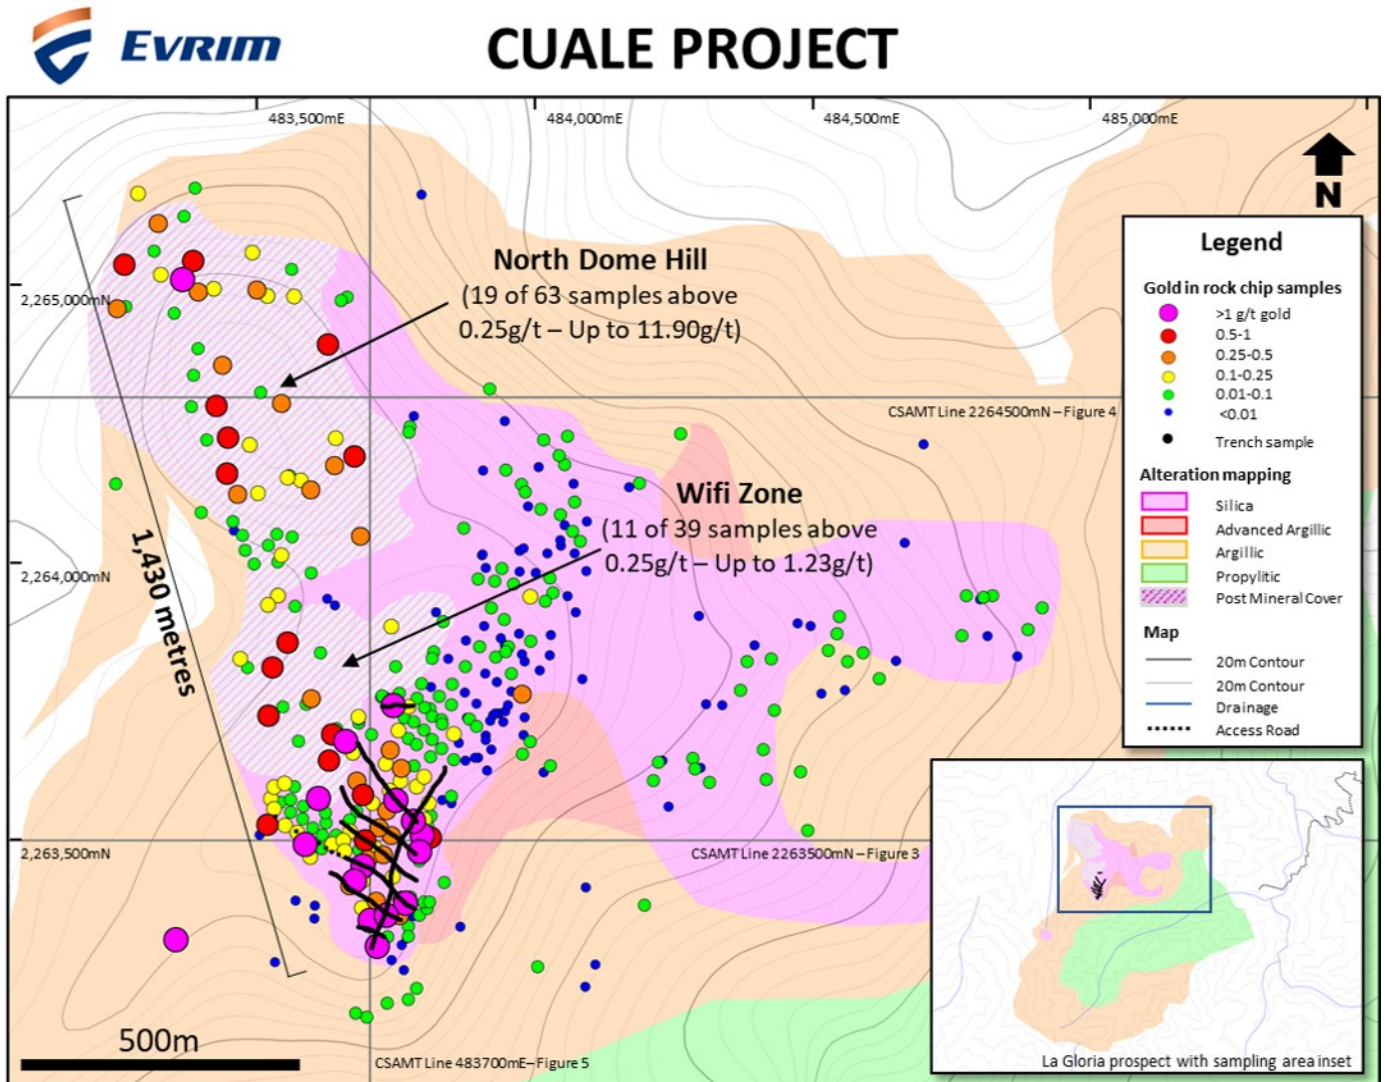 EVRIM
CUALE PROJECT
483,500mE
484,000mE
484,500mE
485,000mE
N
2,265,000mN
2,264,000mN
2,263,500mN
North Dome Hill
(19 of 63 samples above
0.25g/t – Up to 11.90g/t)
CSAMT Line 2264500mN – Figure 4
Wifi Zone
(11 of 39 samples above
0.25g/t – Up to 1.23g/t)
1,430 metres
CSAMT Line 2263500mN – Figure 3
500m
CSAMT Line 483700mE– Figure 5
Legend
Gold in rock chip samples
>1 g/t gold
0.5-1
0.25-0.5
0.1-0.25
0.01-0.1
<0.01
Trench sample
Alteration mapping
Silica
Advanced Argillic
Argillic
Propylitic
Post Mineral Cover
Map
20m Contour
20m Contour
Drainage
Access Road
La Gloria prospect with sampling area inset